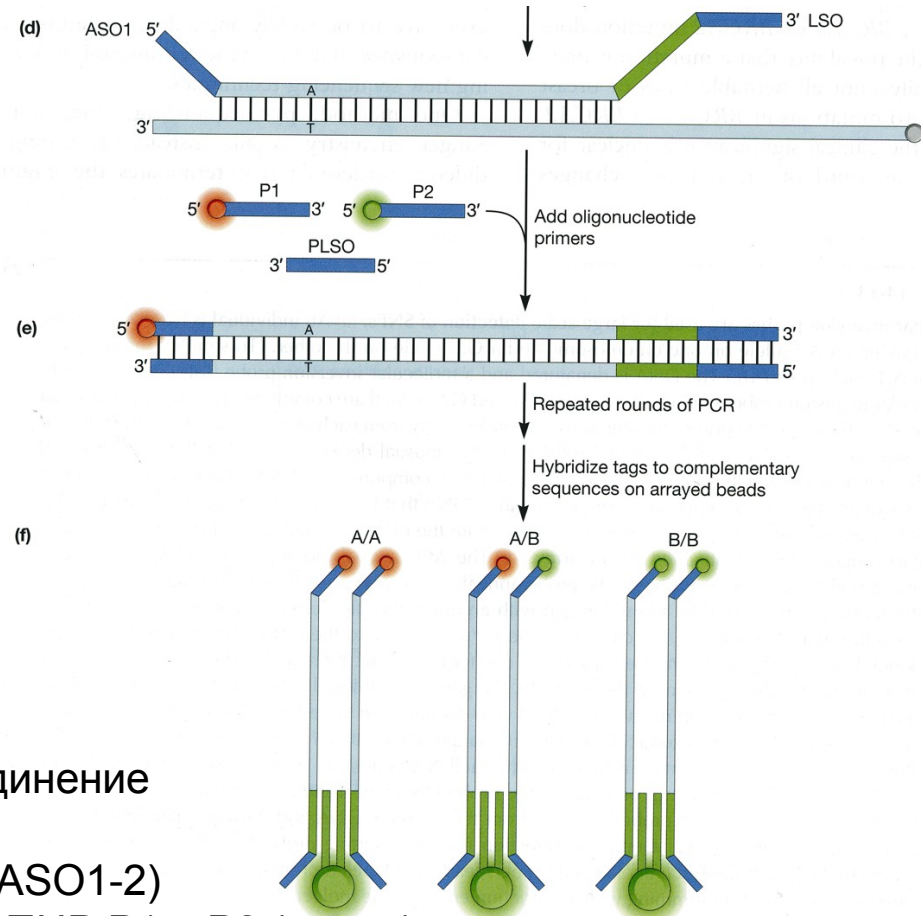 (d)
ASO1 5′
3′ LSO
A
3′
T
P1
P2
5′ 3′ 5′ 3′
Add oligonucleotide
primers
PLSO
3′ 5′
(e)
5′ A 3′
3′ T 5′
Repeated rounds of PCR
Hybridize tags to complementary
sequences on arrayed beads
(f)
A/A A/B B/B
динение
ASO1-2)